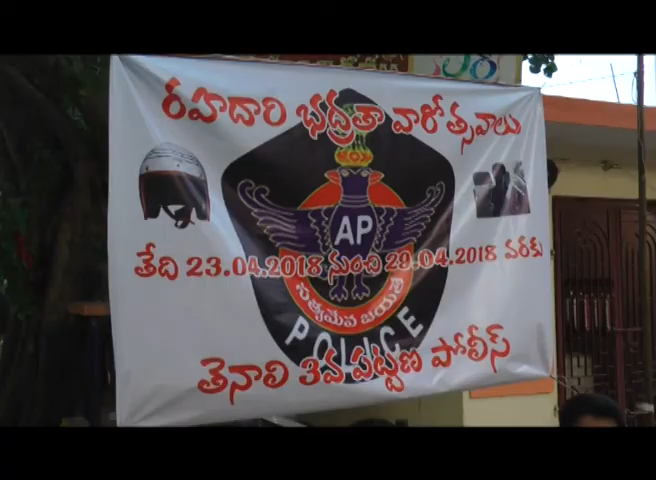 రహదారి భద్రతా వారోత్సవాలు
AP
తేది 23.04.2018 నుంచి 29.04.2018 వరకు
సత్యమేవ జయతే
POLICE
తెనాలి 3వ పట్టణ పోలీస్